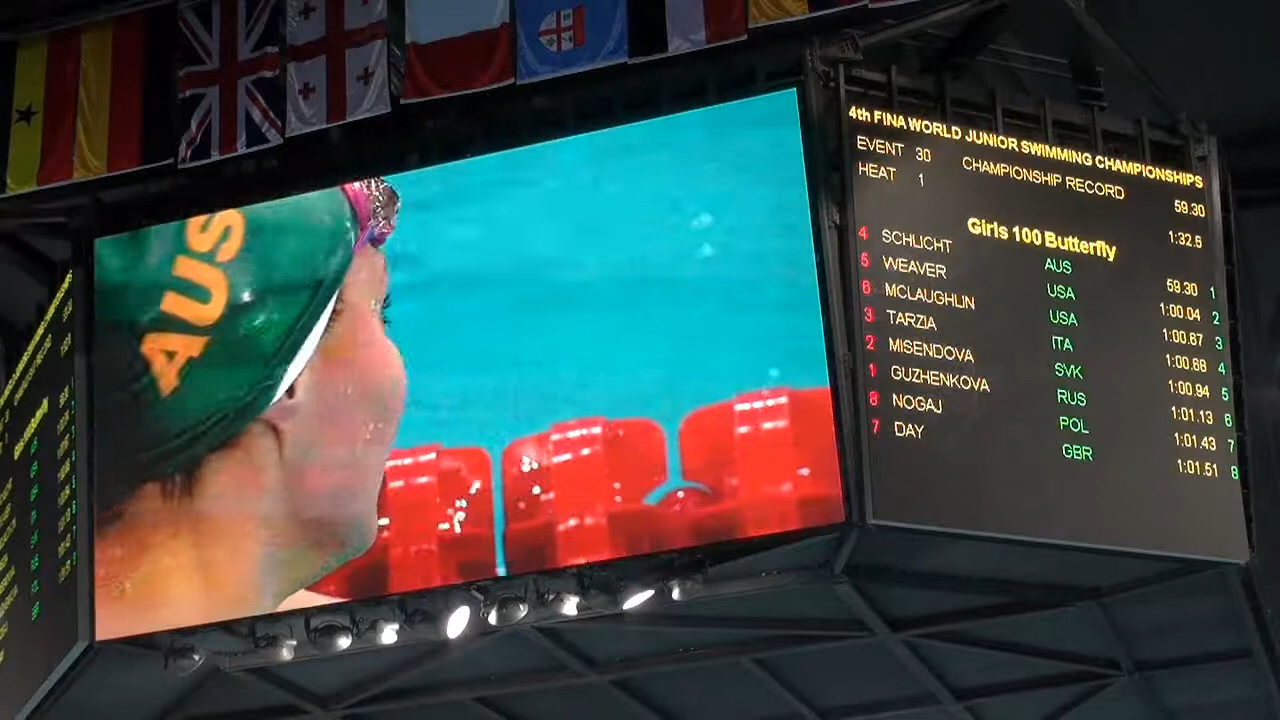 4th FINA WORLD JUNIOR SWIMMING CHAMPIONSHIPS
EVENT 30 CHAMPIONSHIP RECORD 59.30
HEAT 1 1:32.6
Girls 100 Butterfly
4 SCHLICHT AUS 59.30 1
5 WEAVER USA 1:00.04 2
6 MCLAUGHLIN USA 1:00.67 3
3 TARZIA ITA 1:00.88 4
2 MISENDOVA SVK 1:00.94 5
1 GUZHENKOVA RUS 1:01.13 6
8 NOGAJ POL 1:01.43 7
7 DAY GBR 1:01.51 8
AUS